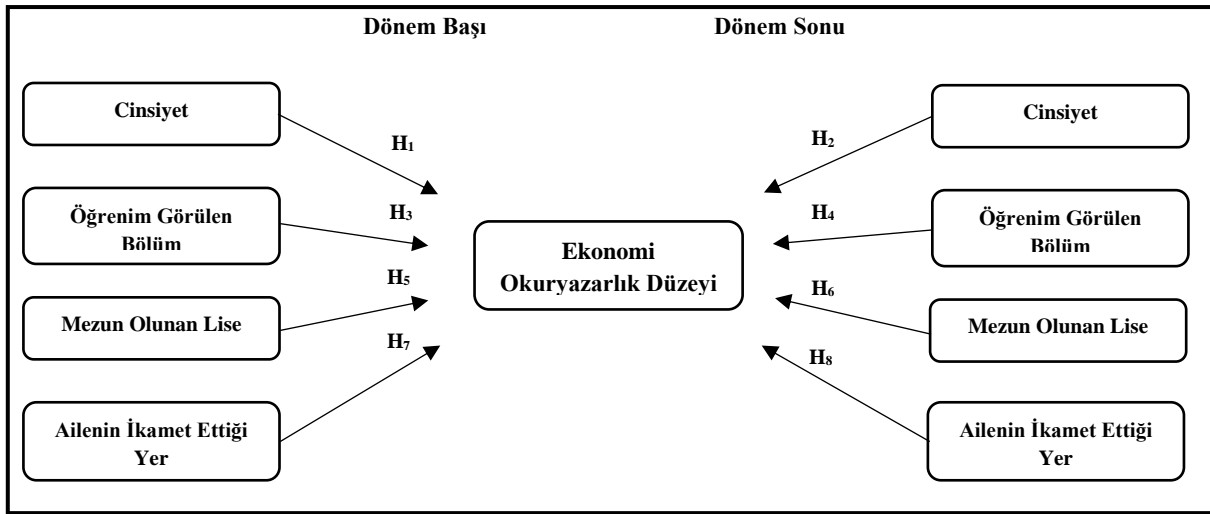 Dönem Başı
Dönem Sonu
Cinsiyet
H₁
Öğrenim Görülen
Bölüm
H₃
Mezun Olunan Lise
H₅
Ailenin İkamet Ettiği
Yer
H₇
Ekonomi
Okuryazarlık Düzeyi
Cinsiyet
H₂
Öğrenim Görülen
Bölüm
H₄
Mezun Olunan Lise
H₆
Ailenin İkamet Ettiği
Yer
H₈